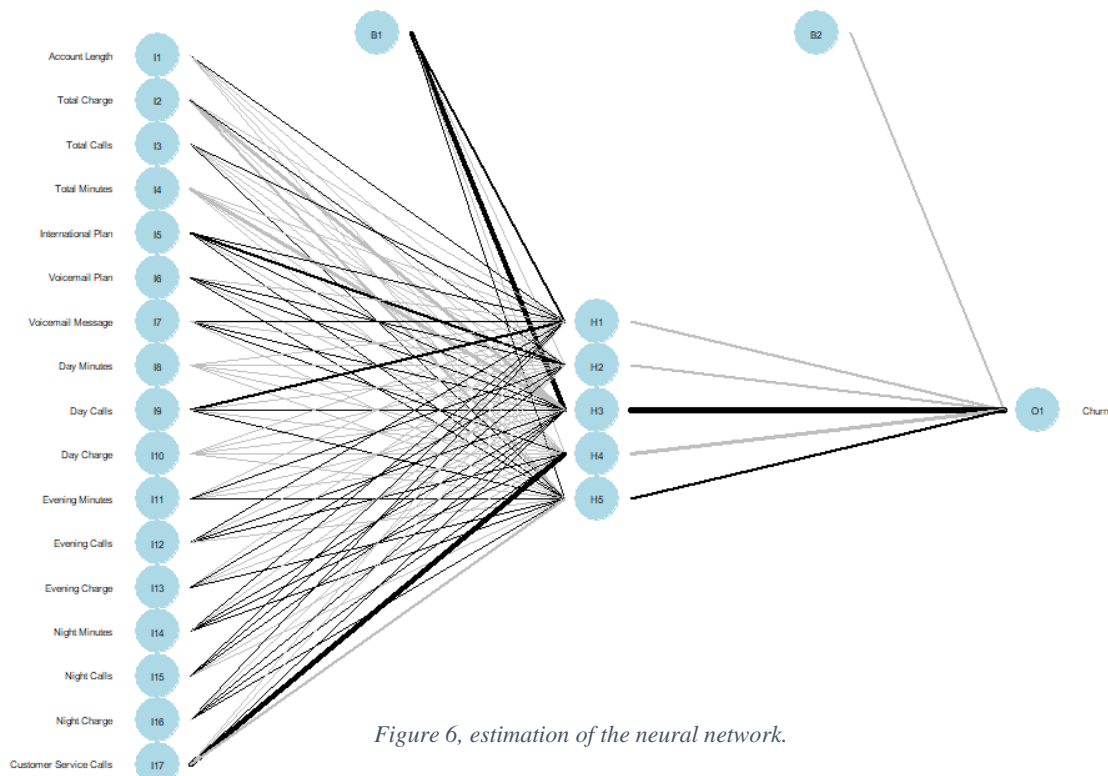 B1
B2
Account Length I1
Total Charge I2
Total Calls I3
Total Minutes I4
International Plan I5
Voicemail Plan I6
Voicemail Message I7 H1
Day Minutes I8 H2
Day Calls I9 H3 O1 Churn
Day Charge I10 H4
Evening Minutes I11 H5
Evening Calls I12
Evening Charge I13
Night Minutes I14
Night Calls I15
Night Charge I16
Figure 6, estimation of the neural network.
Customer Service Calls I17